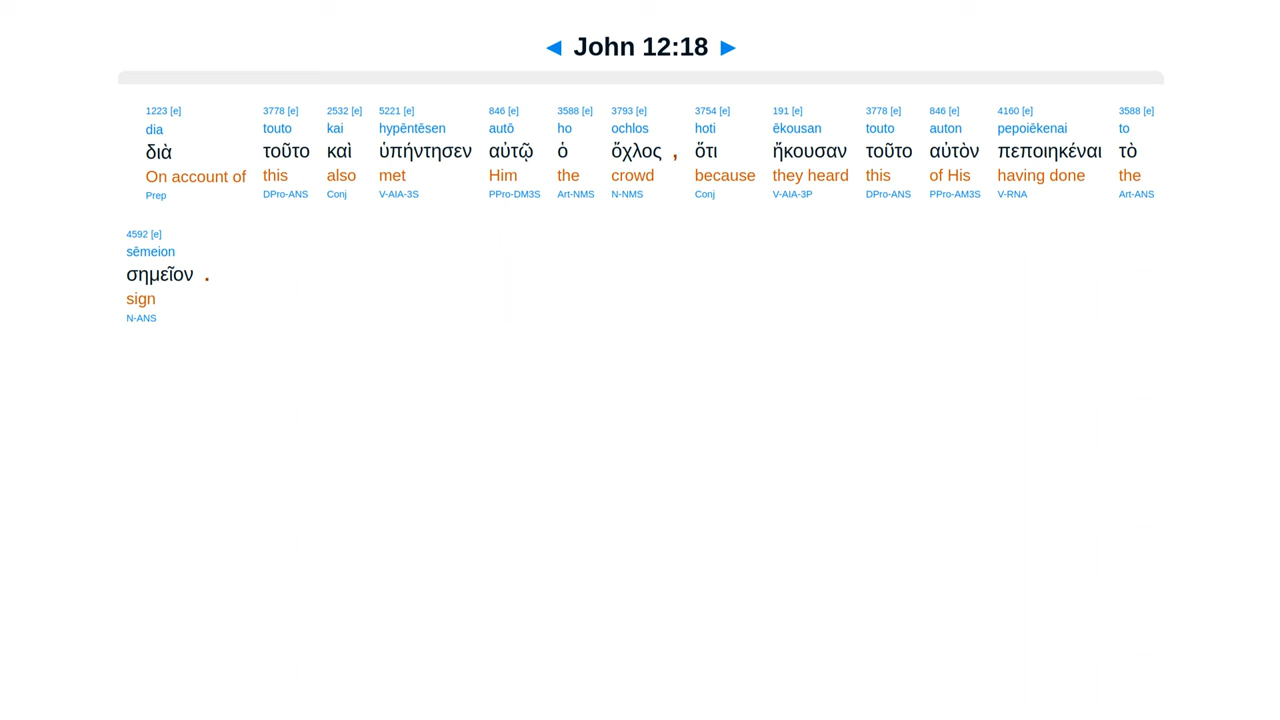 ◄ John 12:18 ►
1223 [e] 3778 [e] 2532 [e] 5221 [e] 846 [e] 3588 [e] 3793 [e] 3754 [e] 191 [e] 3778 [e] 846 [e] 4160 [e] 3588 [e]
dia touto kai hypēntēsen autō ho ochlos hoti ēkousan touto auton pepoiēkenai to
διὰ τοῦτο καὶ ὑπήντησεν αὐτῷ ὁ ὄχλος , ὅτι ἤκουσαν τοῦτο αὐτὸν πεποιηκέναι τὸ
On account of this also met Him the crowd because they heard this of His having done the
Prep DPro-ANS Conj V-AIA-3S PPro-DM3S Art-NMS N-NMS Conj V-AIA-3P DPro-ANS PPro-AM3S V-RNA Art-ANS
4592 [e]
sēmeion
σημεῖον .
sign
N-ANS